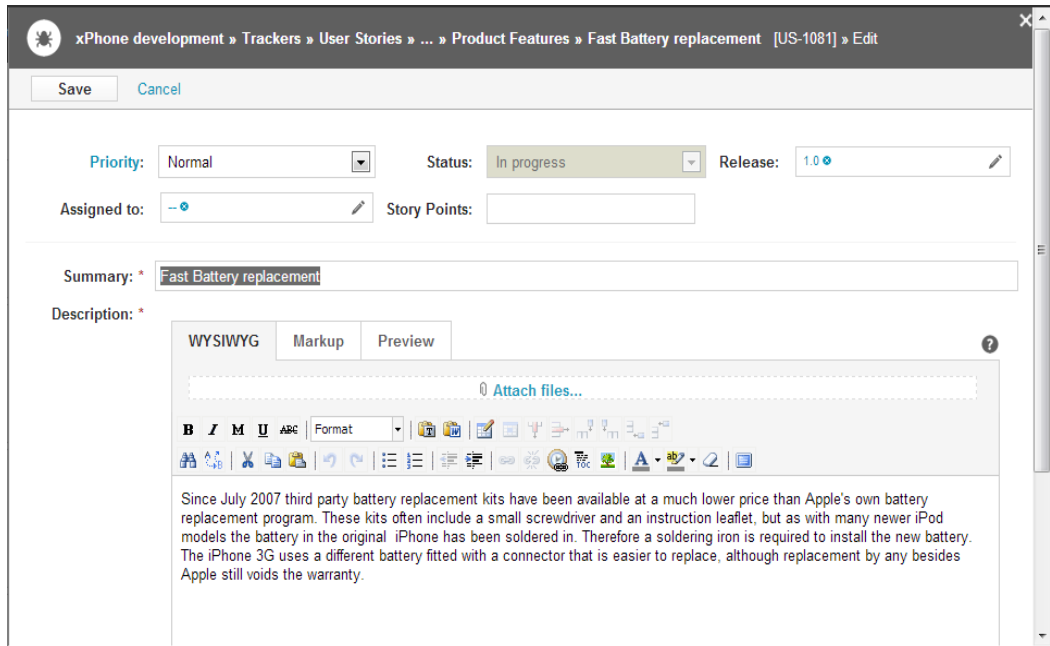 xPhone development » Trackers » User Stories » ... » Product Features » Fast Battery replacement [US-1081] » Edit
Save Cancel
Priority: Normal Status: In progress Release: 1.0
Assigned to: -- Story Points:
Summary: * Fast Battery replacement
Description: *
WYSIWYG Markup Preview
Attach files...
B I M U ABC Format
TOC A ab
Since July 2007 third party battery replacement kits have been available at a much lower price than Apple's own battery
replacement program. These kits often include a small screwdriver and an instruction leaflet, but as with many newer iPod
models the battery in the original iPhone has been soldered in. Therefore a soldering iron is required to install the new battery.
The iPhone 3G uses a different battery fitted with a connector that is easier to replace, although replacement by any besides
Apple still voids the warranty.